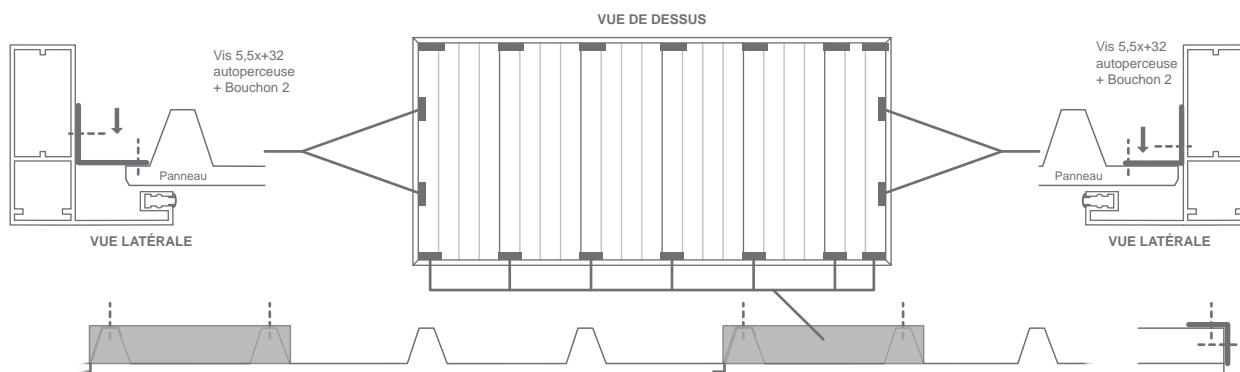 VUE DE DESSUS
Vis 5,5x+32
autoperceuse
+ Bouchon 2
Panneau
VUE LATÉRALE
Vis 5,5x+32
autoperceuse
+ Bouchon 2
Panneau
VUE LATÉRALE